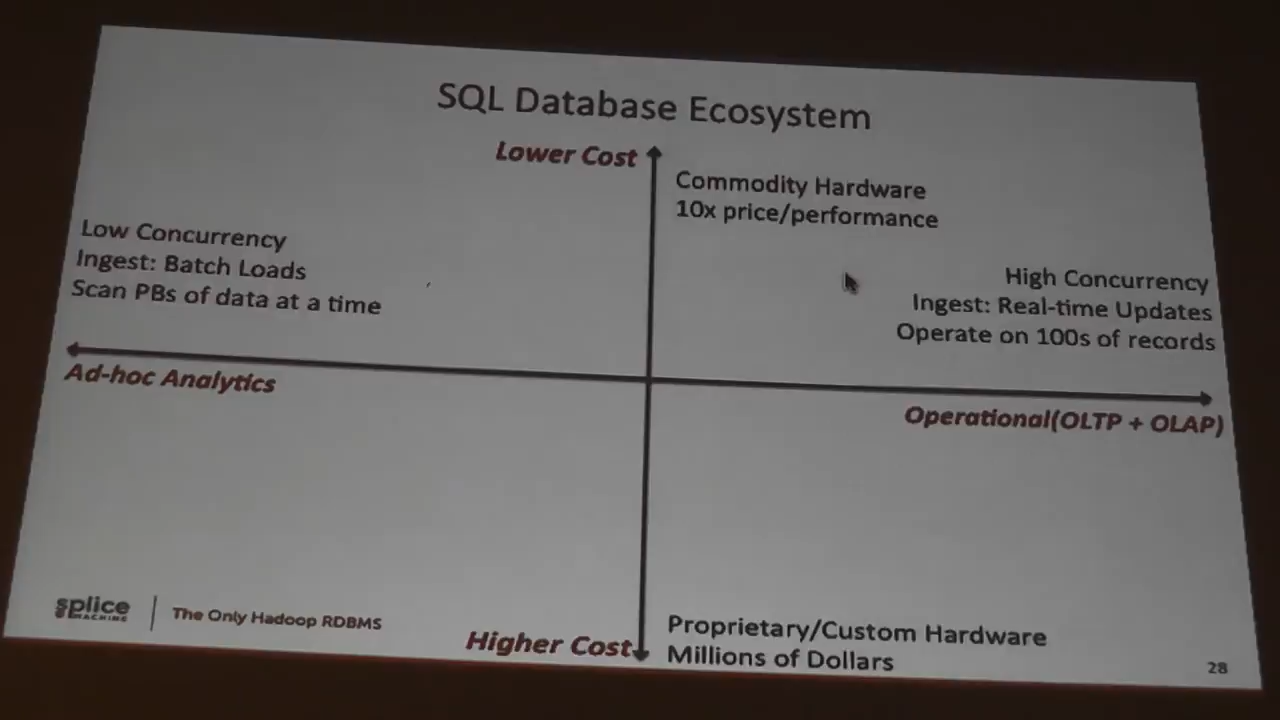 SQL Database Ecosystem
Lower Cost
Commodity Hardware
10x price/performance
Low Concurrency
Ingest: Batch Loads
Scan PBs of data at a time
High Concurrency
Ingest: Real-time Updates
Operate on 100s of records
Ad-hoc Analytics
Operational(OLTP + OLAP)
splice
MACHINE
The Only Hadoop RDBMS
Higher Cost
Proprietary/Custom Hardware
Millions of Dollars
28